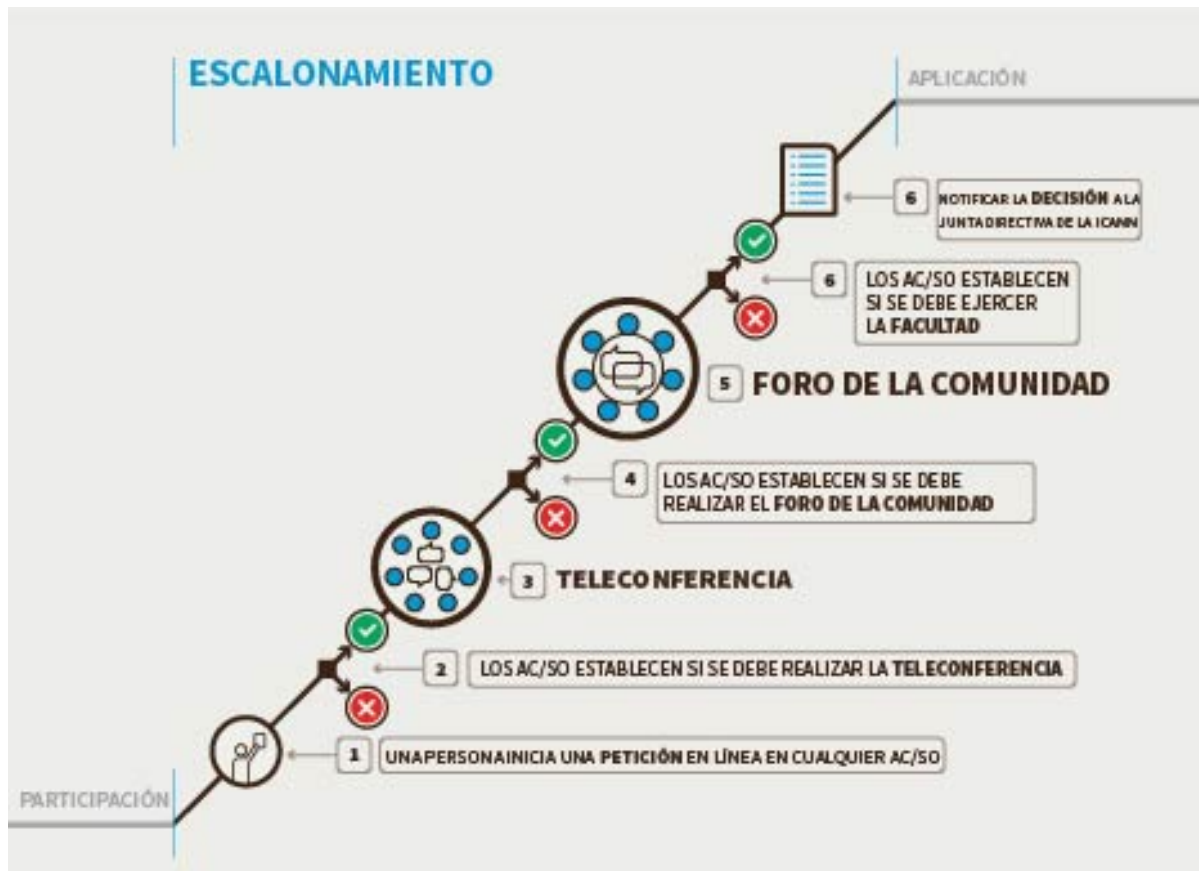 ESCALONAMIENTO
APLICACIÓN
6
NOTIFICAR LA DECISIÓN A LA
JUNTA DIRECTIVA DE LA ICANN
6
LOS AC/SO ESTABLECEN
SI SE DEBE EJERCER
LA FACULTAD
5
FORO DE LA COMUNIDAD
4
LOS AC/SO ESTABLECEN SI SE DEBE
REALIZAR EL FORO DE LA COMUNIDAD
3
TELECONFERENCIA
2
LOS AC/SO ESTABLECEN SI SE DEBE REALIZAR LA TELECONFERENCIA
1
UNA PERSONA INICIA UNA PETICIÓN EN LÍNEA EN CUALQUIER AC/SO
PARTICIPACIÓN